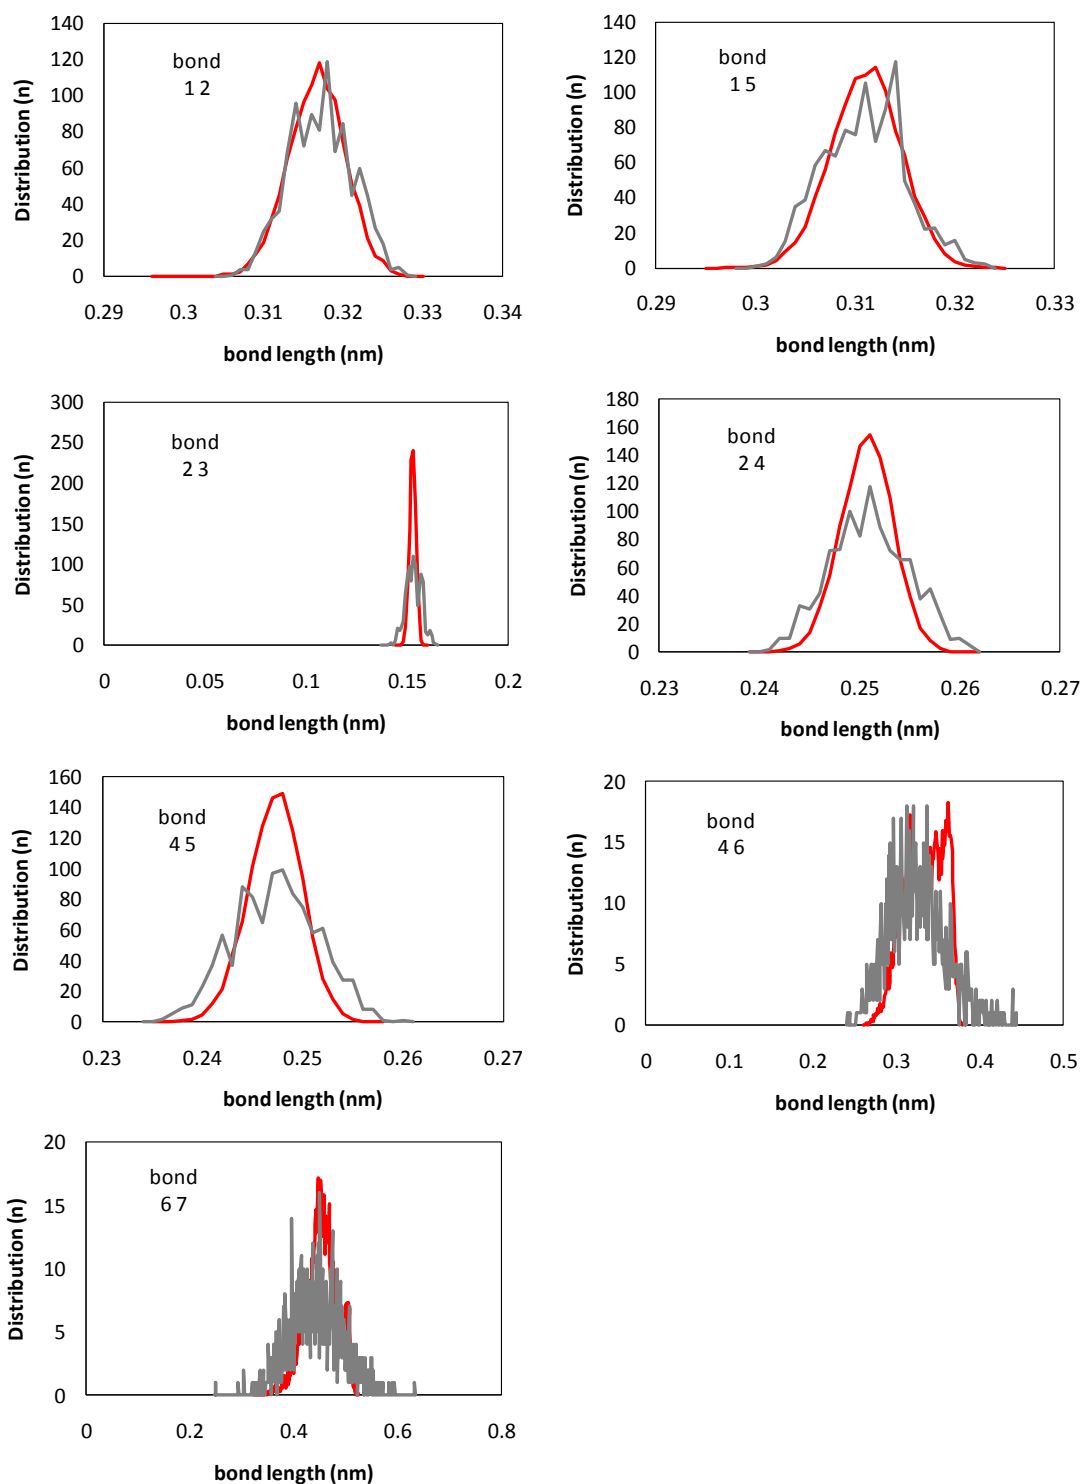 140
120
100
80
60
40
20
0
Distribution (n)
bond
1 2
0.29 0.3 0.31 0.32 0.33 0.34
bond length (nm)
140
120
100
80
60
40
20
0
Distribution (n)
bond
1 5
0.29 0.3 0.31 0.32 0.33
bond length (nm)
300
250
200
150
100
50
0
Distribution (n)
bond
2 3
0 0.05 0.1 0.15 0.2
bond length (nm)
180
160
140
120
100
80
60
40
20
0
Distribution (n)
bond
2 4
0.23 0.24 0.25 0.26 0.27
bond length (nm)
160
140
120
100
80
60
40
20
0
Distribution (n)
bond
4 5
0.23 0.24 0.25 0.26 0.27
bond length (nm)
20
15
10
5
0
Distribution (n)
bond
4 6
0 0.1 0.2 0.3 0.4 0.5
bond length (nm)
20
15
10
5
0
Distribution (n)
bond
6 7
0 0.2 0.4 0.6 0.8
bond length (nm)